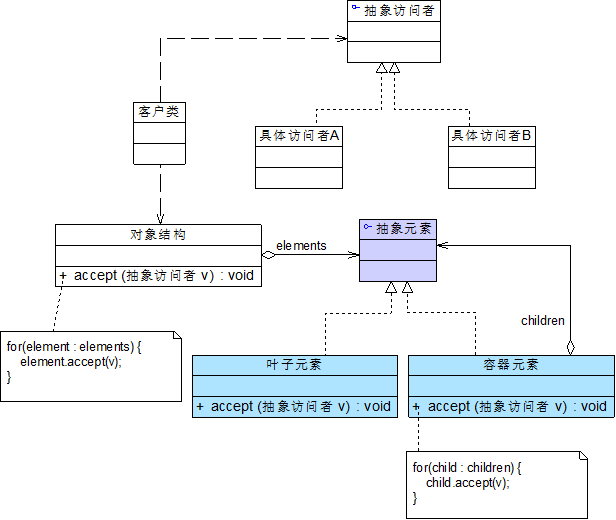 抽象访问者
客户类
具体访问者A
具体访问者B
对象结构
+ accept (抽象访问者 v) : void
elements
抽象元素
children
for(element : elements) {
element.accept(v);
}
叶子元素
+ accept (抽象访问者 v) : void
容器元素
+ accept (抽象访问者 v) : void
for(child : children) {
child.accept(v);
}